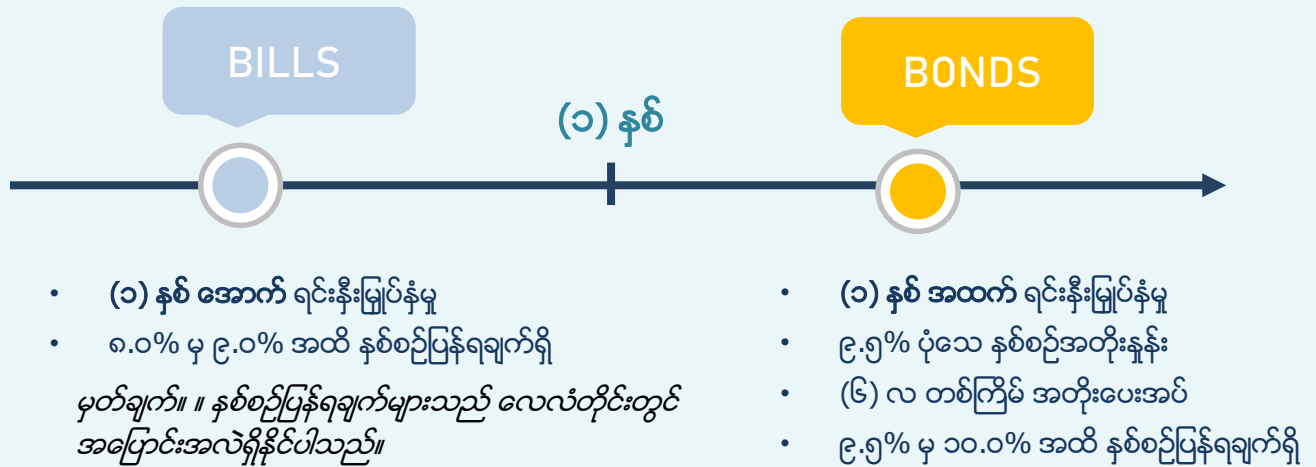 BILLS
BONDS
(၁) နှစ်
• (၁) နှစ် အောက် ရင်းနှီးမြှုပ်နှံမှု
• ၈.၀% မှ ၉.၀% အထိ နှစ်စဉ်ပြန်ရချက်ရှိ
မှတ်ချက်။ ။ နှစ်စဉ်ပြန်ရချက်များသည် လေလံတိုင်းတွင်
အပြောင်းအလဲရှိနိုင်ပါသည်။
• (၁) နှစ် အထက် ရင်းနှီးမြှုပ်နှံမှု
• ၉.၅% ပုံသေ နှစ်စဉ်အတိုးနှုန်း
• (၆) လ တစ်ကြိမ် အတိုးပေးအပ်
• ၉.၅% မှ ၁၀.၀% အထိ နှစ်စဉ်ပြန်ရချက်ရှိ